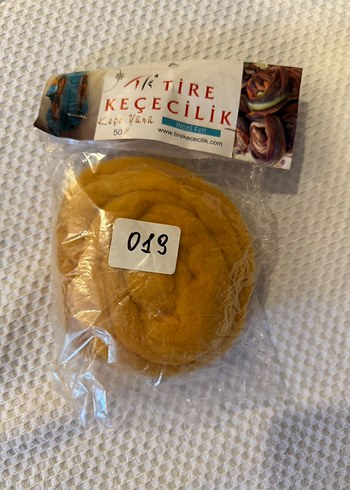 TİRE
KEÇECİLİK
Keçe Yünü
Wool Felt
50 g
www.tirekececilik.com
019